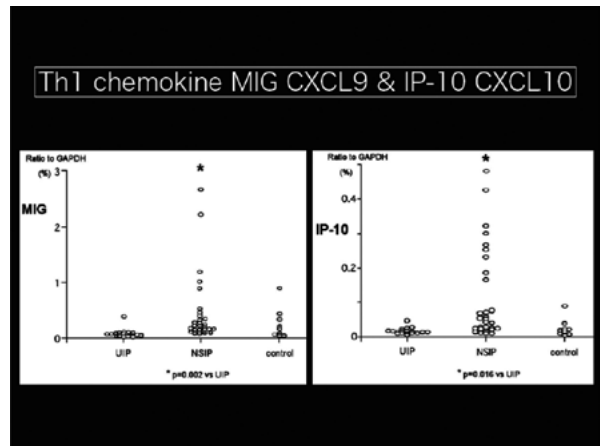 Th1 chemokine MIG CXCL9 & IP-10 CXCL10
Ratio to GAPDH
(%)
3
MIG
2
1
0
UIP
NSIP
control
*
* p=0.002 vs UIP
Ratio to GAPDH
(%)
0.4
IP-10
0.2
0
UIP
NSIP
control
*
* p=0.016 vs UIP